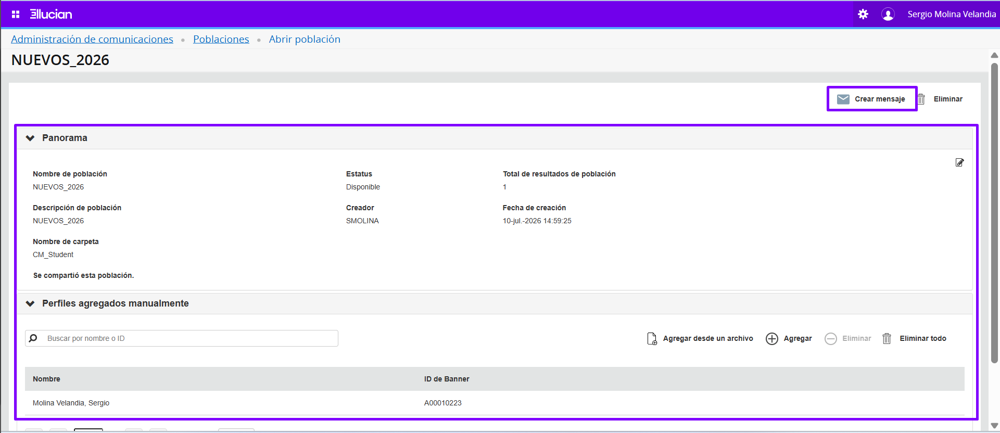 Ellucian
Sergio Molina Velandia
Administración de comunicaciones • Poblaciones • Abrir población
NUEVOS_2026
Crear mensaje
Eliminar
Panorama
Nombre de población
Estatus
Total de resultados de población
NUEVOS_2026
Disponible
1
Descripción de población
Creador
Fecha de creación
NUEVOS_2026
SMOLINA
10-jul.-2026 14:59:25
Nombre de carpeta
CM_Student
Se compartió esta población.
Perfiles agregados manualmente
Buscar por nombre o ID
Agregar desde un archivo
Agregar
Eliminar
Eliminar todo
Nombre
ID de Banner
Molina Velandia, Sergio
A00010223